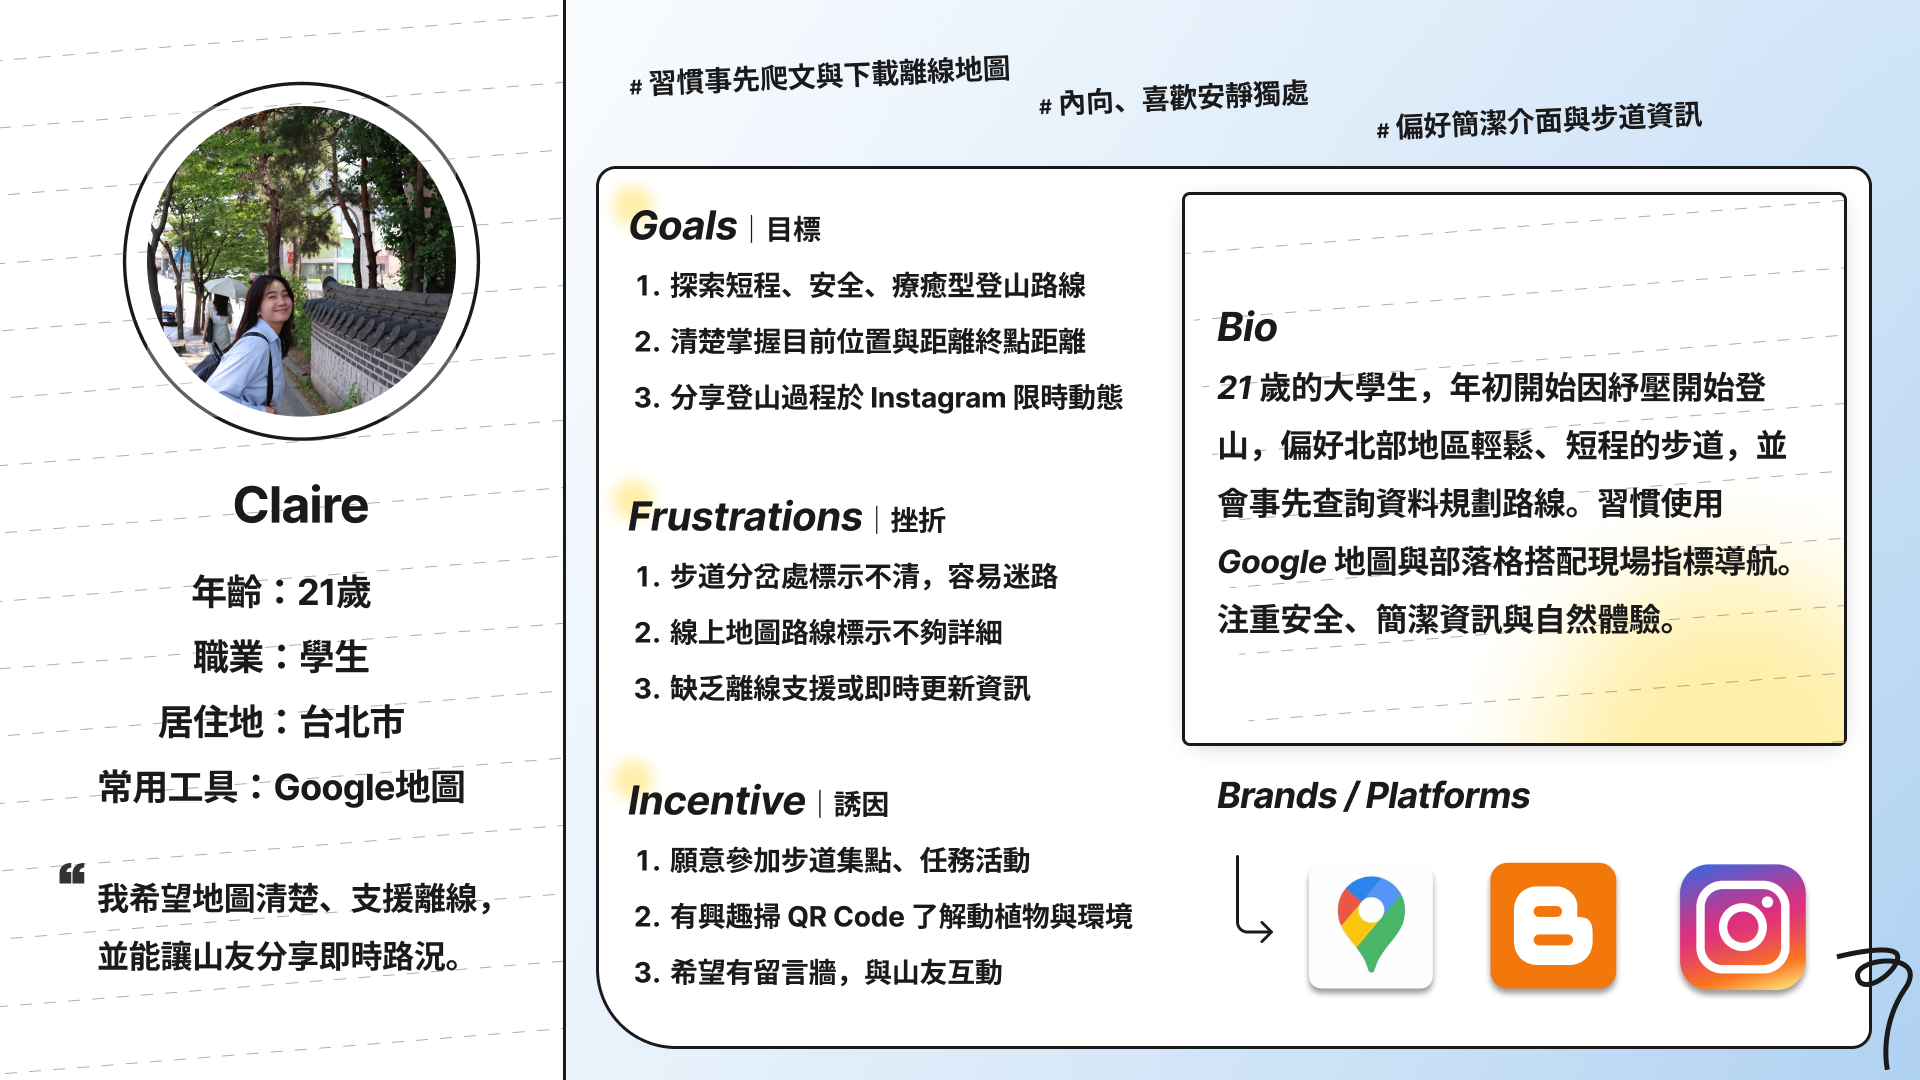 Claire
年齡：21歲
職業：學生
居住地：台北市
常用工具：Google地圖
❝
我希望地圖清楚、支援離線，
並能讓山友分享即時路況。
# 習慣事先爬文與下載離線地圖
# 內向、喜歡安靜獨處
# 偏好簡潔介面與步道資訊
Goals｜目標
1. 探索短程、安全、療癒型登山路線
2. 清楚掌握目前位置與距離終點距離
3. 分享登山過程於 Instagram 限時動態
Frustrations｜挫折
1. 步道分岔處標示不清，容易迷路
2. 線上地圖路線標示不夠詳細
3. 缺乏離線支援或即時更新資訊
Incentive｜誘因
1. 願意參加步道集點、任務活動
2. 有興趣掃 QR Code 了解動植物與環境
3. 希望有留言牆，與山友互動
Bio
21 歲的大學生，年初開始因紓壓開始登
山，偏好北部地區輕鬆、短程的步道，並
會事先查詢資料規劃路線。習慣使用
Google 地圖與部落格搭配現場指標導航。
注重安全、簡潔資訊與自然體驗。
Brands / Platforms